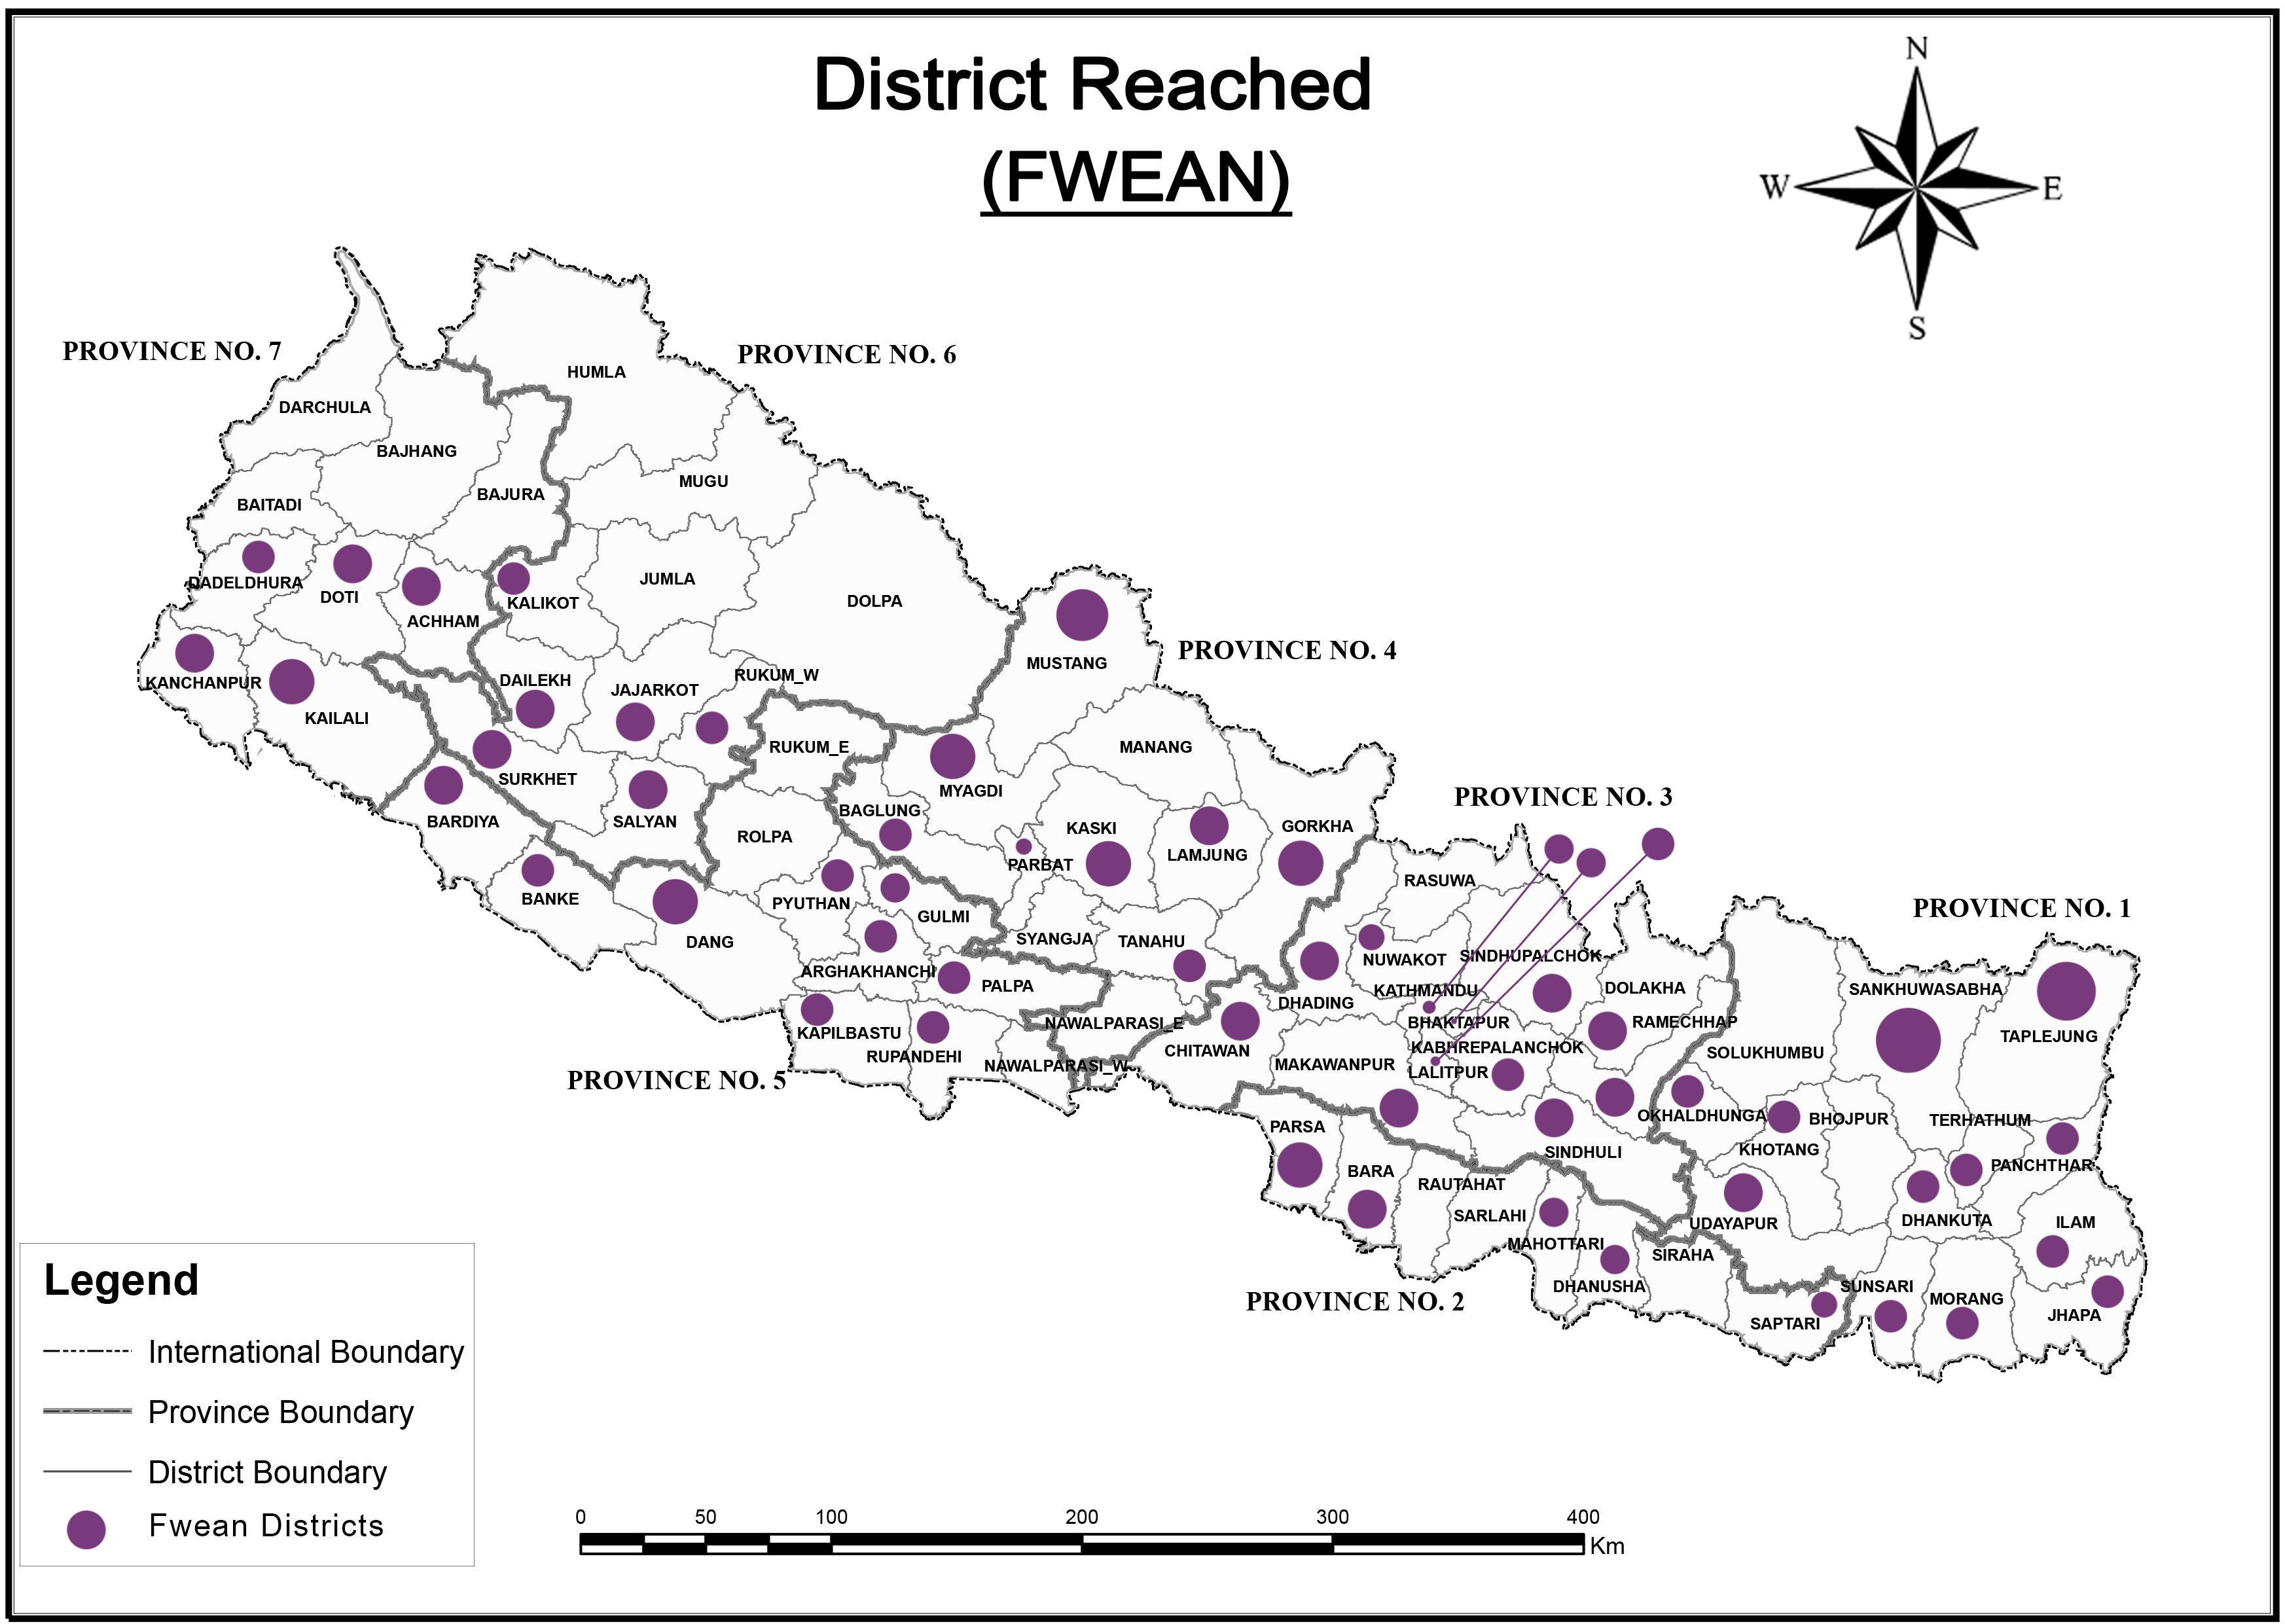 District Reached
(FWEAN)
N
W
E
S
PROVINCE NO. 7
PROVINCE NO. 6
HUMLA
DARCHULA
BAJHANG
MUGU
BAJURA
BAITADI
JUMLA
DADELDHURA
DOTI
KALIKOT
DOLPA
ACHHAM
PROVINCE NO. 4
MUSTANG
RUKUM_W
DAILEKH
KANCHANPUR
JAJARKOT
KAILALI
RUKUM_E
MANANG
SURKHET
MYAGDI
PROVINCE NO. 3
BAGLUNG
BARDIYA
SALYAN
GORKHA
KASKI
ROLPA
LAMJUNG
PARBAT
RASUWA
BANKE
PYUTHAN
PROVINCE NO. 1
GULMI
SYANGJA
TANAHU
DANG
SINDHUPALCHOK
NUWAKOT
ARGHAKHANCHI
PALPA
DOLAKHA
SANKHUWASABHA
KATHMANDU
DHADING
RAMECHHAP
BHAKTAPUR
NAWALPARASI_E
KAPILBASTU
TAPLEJUNG
KABHREPALANCHOK
CHITAWAN
SOLUKHUMBU
RUPANDEHI
MAKAWANPUR
NAWALPARASI_W
LALITPUR
PROVINCE NO. 5
OKHALDHUNGA
BHOJPUR
TERHATHUM
PARSA
KHOTANG
SINDHULI
PANCHTHAR
BARA
RAUTAHAT
SARLAHI
DHANKUTA
UDAYAPUR
ILAM
MAHOTTARI
SIRAHA
DHANUSHA
SUNSARI
MORANG
PROVINCE NO. 2
JHAPA
SAPTARI
Legend
International Boundary
Province Boundary
District Boundary
Fwean Districts
0 50 100 200 300 400
Km